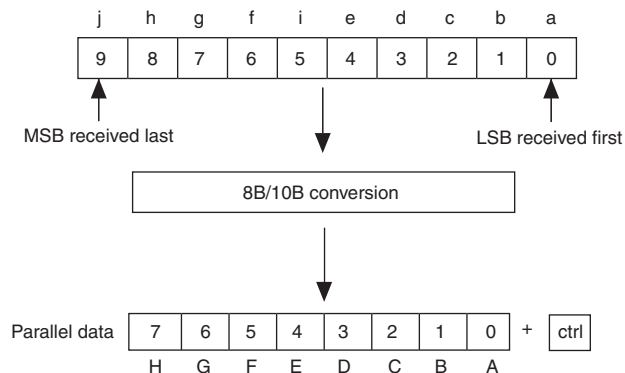 j h g f i e d c b a
9 8 7 6 5 4 3 2 1 0
MSB received last LSB received first
8B/10B conversion
Parallel data 7 6 5 4 3 2 1 0 + ctrl
H G F E D C B A